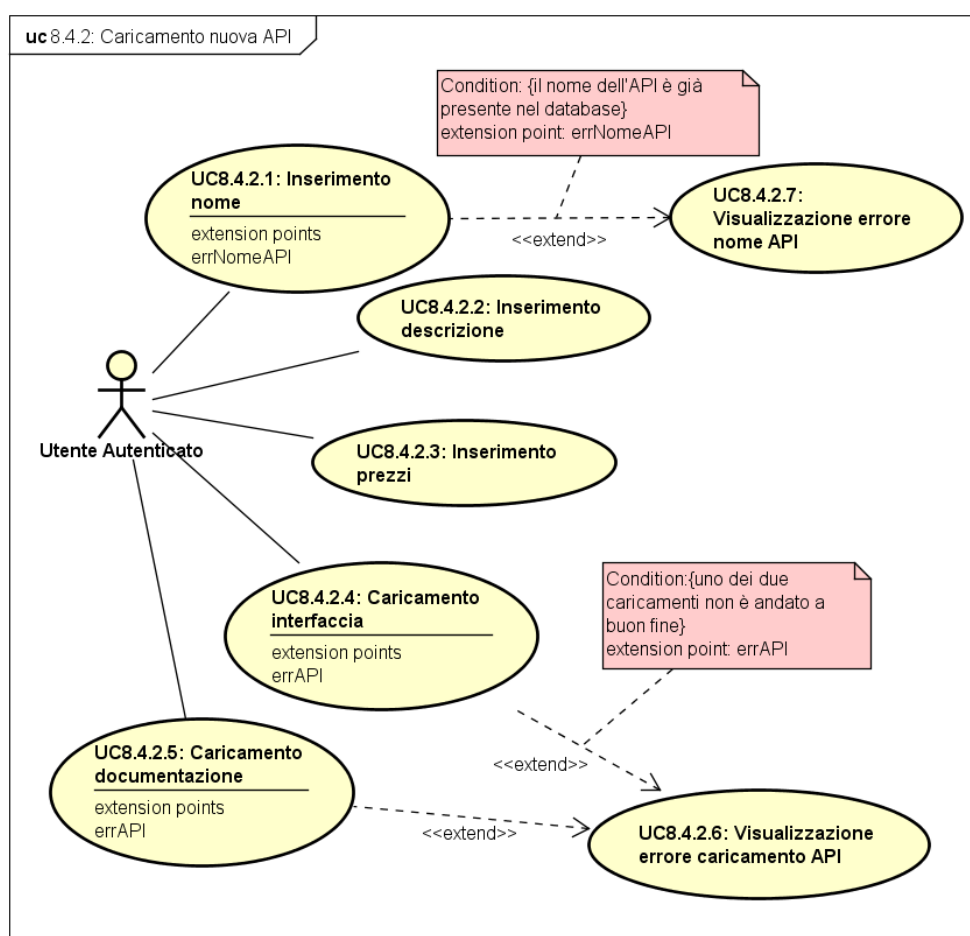 uc 8.4.2: Caricamento nuova API
Condition: {il nome dell'API è già
presente nel database}
extension point: errNomeAPI
UC8.4.2.1: Inserimento
nome
extension points
errNomeAPI
<<extend>>
UC8.4.2.7:
Visualizzazione errore
nome API
UC8.4.2.2: Inserimento
descrizione
Utente Autenticato
UC8.4.2.3: Inserimento
prezzi
UC8.4.2.4: Caricamento
interfaccia
extension points
errAPI
Condition:{uno dei due
caricamenti non è andato a
buon fine}
extension point: errAPI
<<extend>>
UC8.4.2.5: Caricamento
documentazione
extension points
errAPI
<<extend>>
UC8.4.2.6: Visualizzazione
errore caricamento API